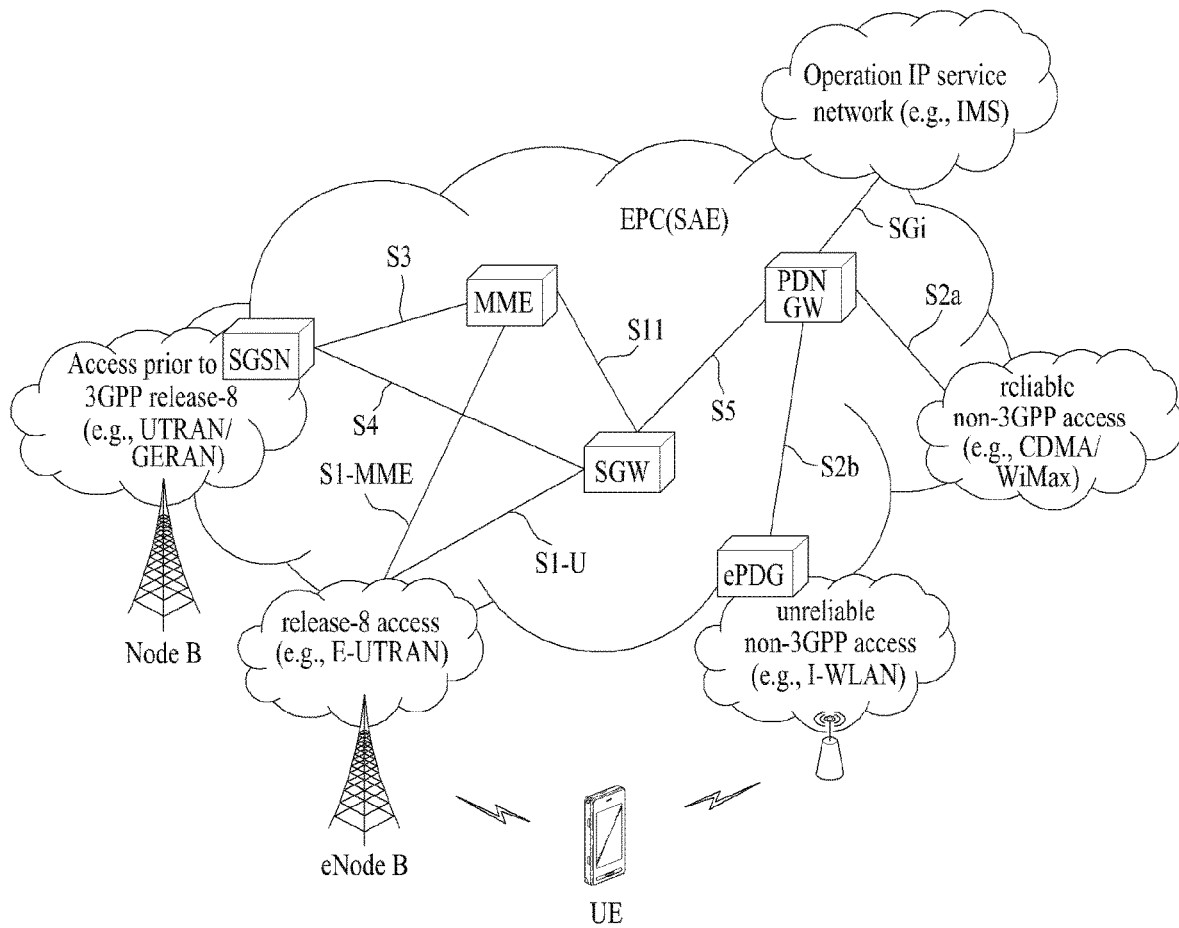 Operation IP service
network (e.g., IMS)
EPC(SAE)
SGi
S3
MME
PDN
GW
S2a
S11
SGSN
Access prior to
3GPP release-8
(e.g., UTRAN/
GERAN)
S4
S5
rcliable
non-3GPP access
(e.g., CDMA/
WiMax)
SGW
S2b
S1-MME
S1-U
ePDG
unreliable
non-3GPP access
(e.g., I-WLAN)
release-8 access
(e.g., E-UTRAN)
Node B
eNode B
UE